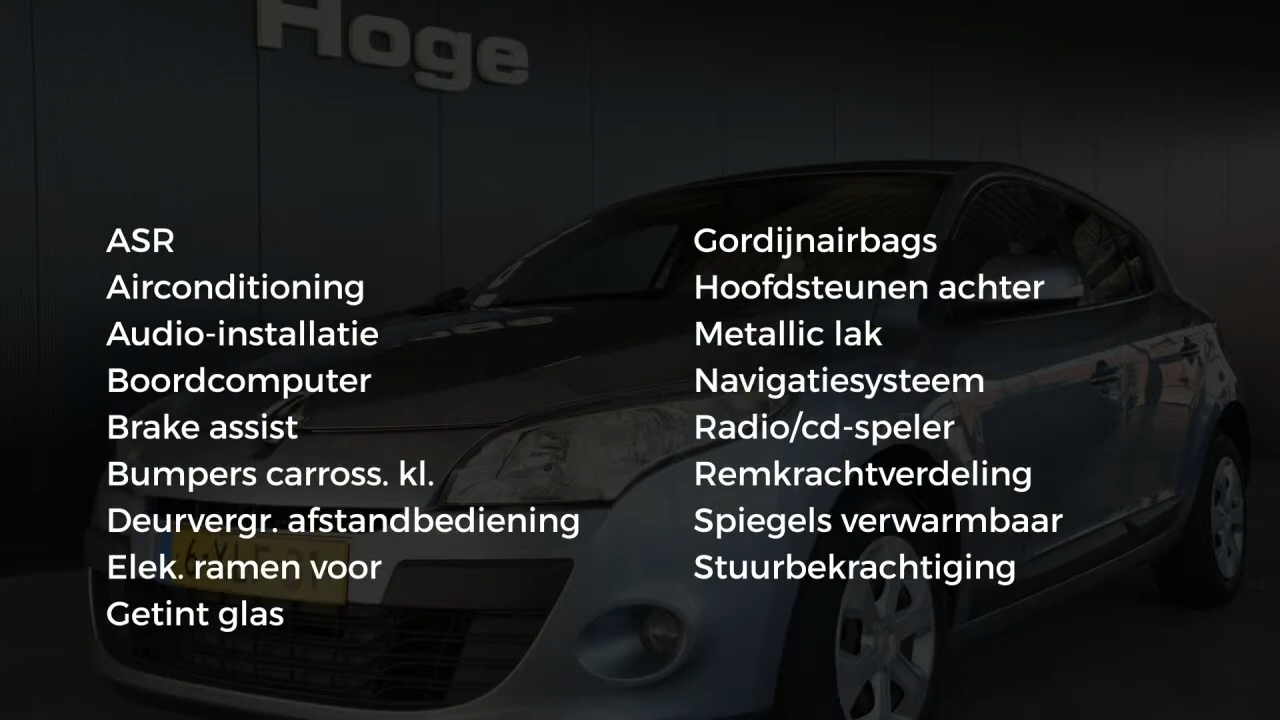 Hoge
ASR
Airconditioning
Audio-installatie
Boordcomputer
Brake assist
Bumpers carross. kl.
Deurvergr. afstandbediening
Elek. ramen voor
Getint glas
Gordijnairbags
Hoofdsteunen achter
Metallic lak
Navigatiesysteem
Radio/cd-speler
Remkrachtverdeling
Spiegels verwarmbaar
Stuurbekrachtiging